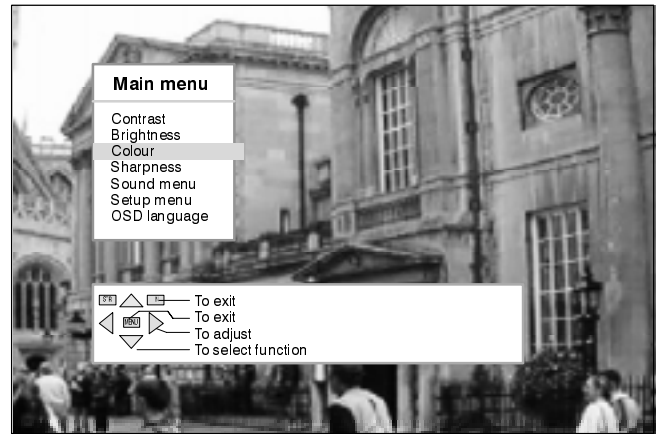 Main menu
Contrast
Brightness
Colour
Sharpness
Sound menu
Setup menu
OSD language
To exit
MENU To exit
To adjust
To select function